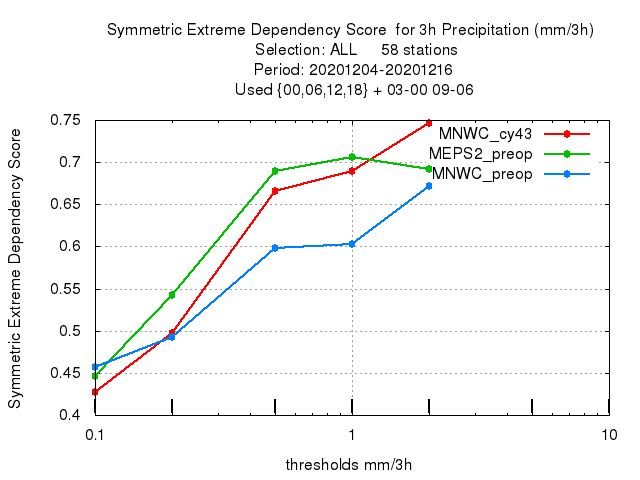 Symmetric Extreme Dependency Score  for 3h Precipitation (mm/3h)
Selection: ALL     58 stations
Period: 20201204-20201216
Used {00,06,12,18} + 03-00 09-06
Symmetric Extreme Dependency Score
0.75
0.7
0.65
0.6
0.55
0.5
0.45
0.4
MNWC_cy43
MEPS2_preop
MNWC_preop
0.1
1
10
thresholds mm/3h